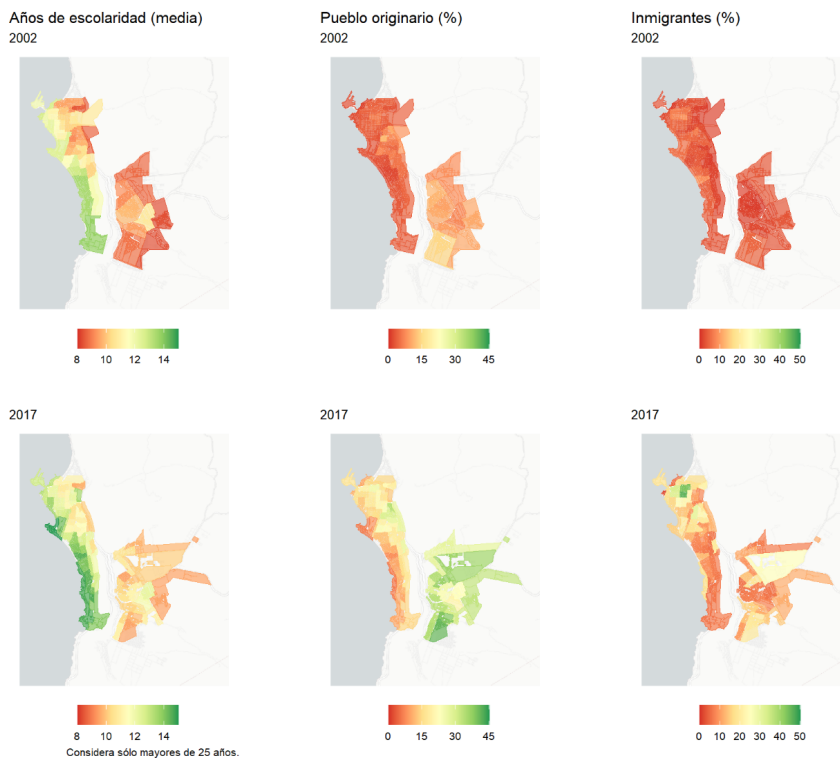 Años de escolaridad (media)
2002
8 10 12 14
Pueblo originario (%)
2002
0 15 30 45
Inmigrantes (%)
2002
0 10 20 30 40 50
2017
8 10 12 14
Considera sólo mayores de 25 años.
2017
0 15 30 45
2017
0 10 20 30 40 50